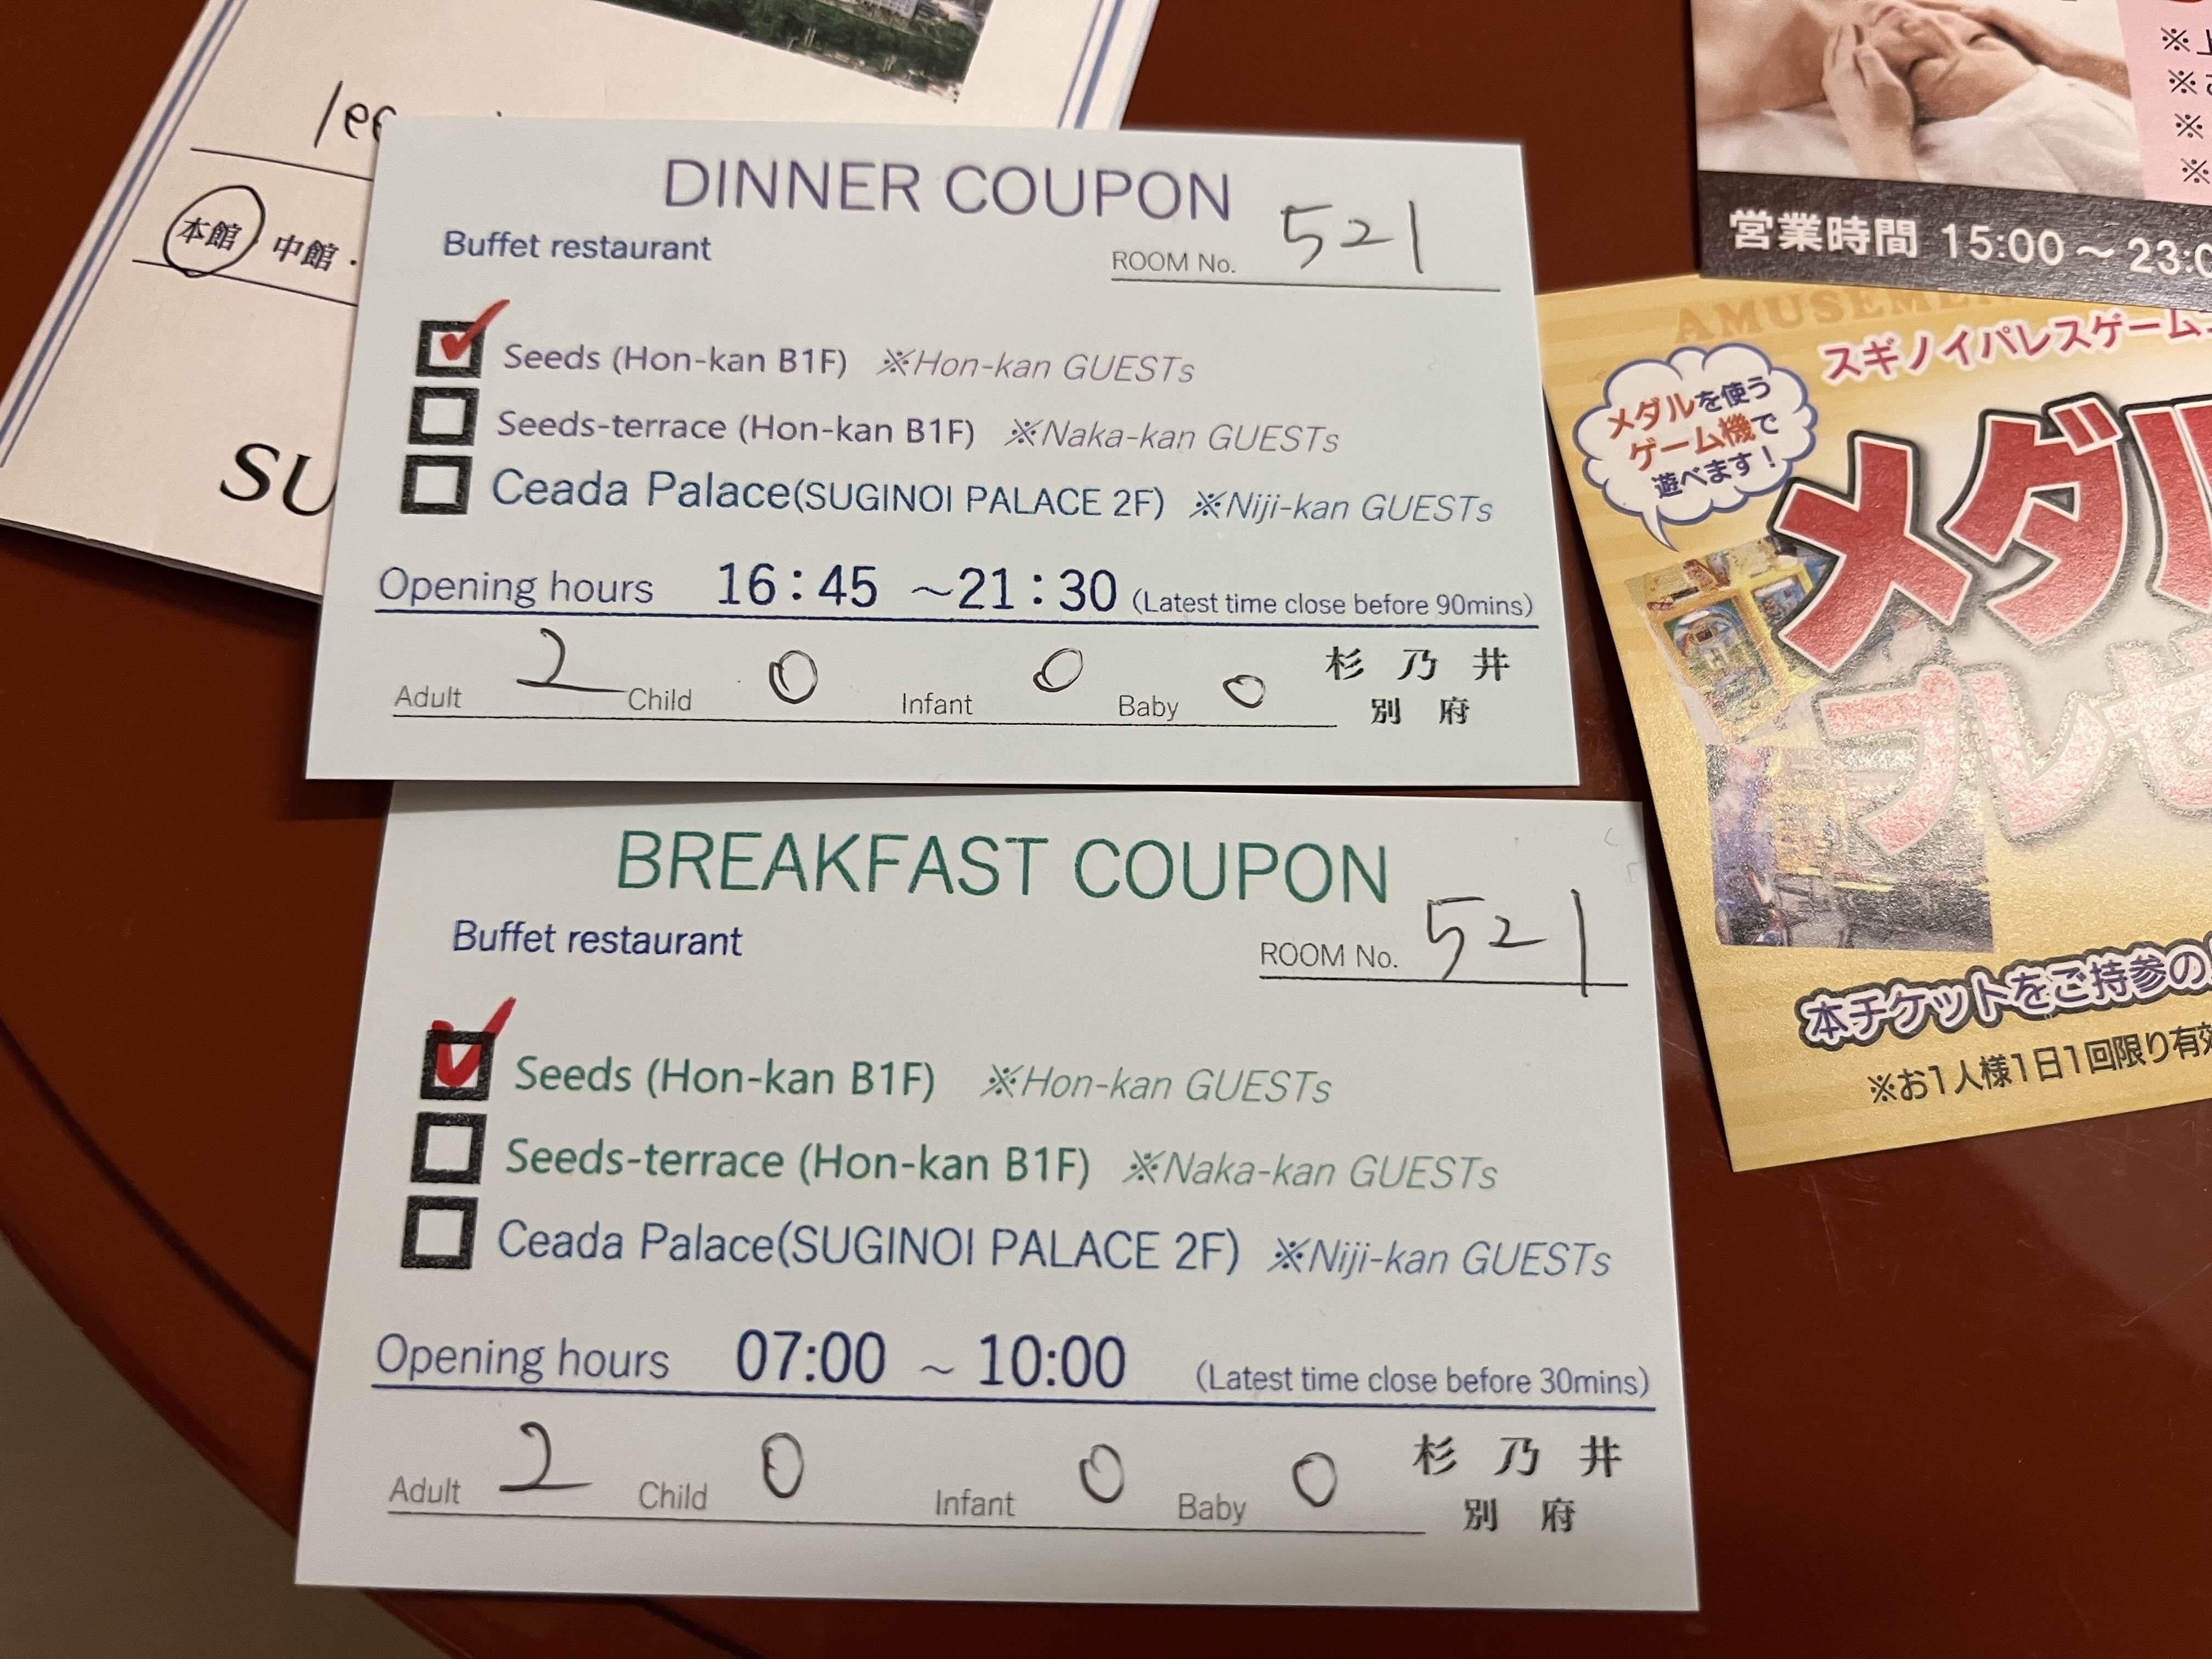 lee
本館・中館・
SU
DINNER COUPON
Buffet restaurant
ROOM No. 521
Seeds (Hon-kan B1F) ※Hon-kan GUESTs
Seeds-terrace (Hon-kan B1F) ※Naka-kan GUESTs
Ceada Palace(SUGINOI PALACE 2F) ※Niji-kan GUESTs
Opening hours 16:45 ~21:30 (Latest time close before 90mins)
Adult 2 Child 0 Infant 0 Baby 0
杉乃井
別府
BREAKFAST COUPON
Buffet restaurant
ROOM No. 521
Seeds (Hon-kan B1F) ※Hon-kan GUESTs
Seeds-terrace (Hon-kan B1F) ※Naka-kan GUESTs
Ceada Palace(SUGINOI PALACE 2F) ※Niji-kan GUESTs
Opening hours 07:00 ~ 10:00 (Latest time close before 30mins)
Adult 2 Child 0 Infant 0 Baby 0
杉乃井
別府
営業時間 15:00～23:0
スギノイパレスゲーム
メダルを使う
ゲーム機で
遊べます！
メダル
プレゼ
本チケットをご持参の
※お1人様1日1回限り有効